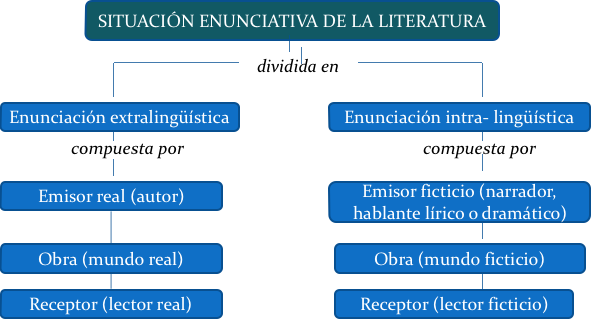 SITUACIÓN ENUNCIATIVA DE LA LITERATURA
dividida en
Enunciación extralingüística
compuesta por
Emisor real (autor)
Obra (mundo real)
Receptor (lector real)
Enunciación intra- lingüística
compuesta por
Emisor ficticio (narrador,
hablante lírico o dramático)
Obra (mundo ficticio)
Receptor (lector ficticio)